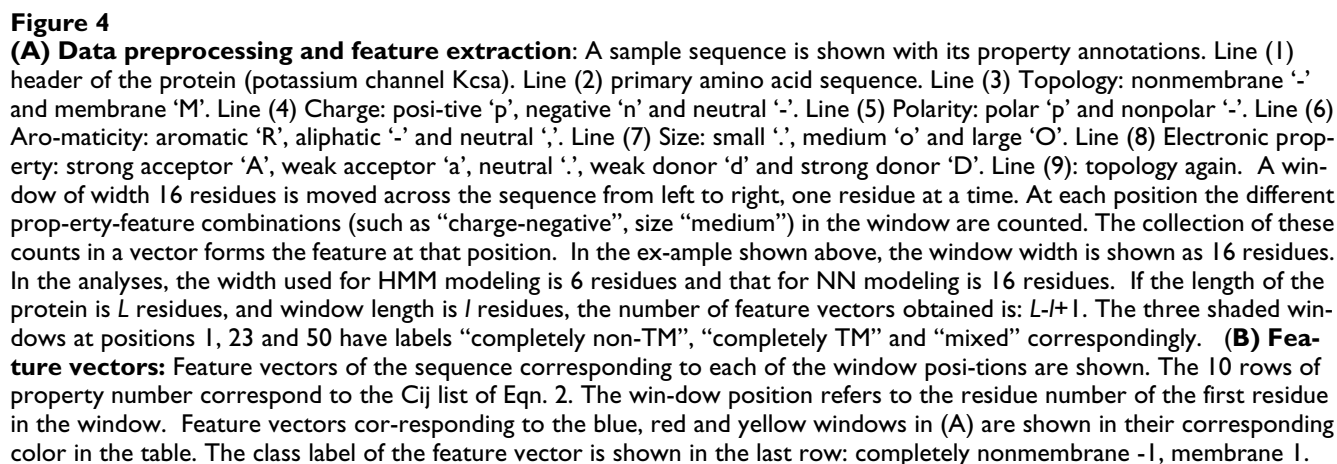 Figure 4
(A) Data preprocessing and feature extraction: A sample sequence is shown with its property annotations. Line (1)
header of the protein (potassium channel Kcsa). Line (2) primary amino acid sequence. Line (3) Topology: nonmembrane ‘-’
and membrane ‘M’. Line (4) Charge: posi-tive ‘p’, negative ‘n’ and neutral ‘-’. Line (5) Polarity: polar ‘p’ and nonpolar ‘-’. Line (6)
Aro-maticity: aromatic ‘R’, aliphatic ‘-’ and neutral ‘,’. Line (7) Size: small ‘.’, medium ‘o’ and large ‘O’. Line (8) Electronic prop-
erty: strong acceptor ‘A’, weak acceptor ‘a’, neutral ‘.’, weak donor ‘d’ and strong donor ‘D’. Line (9): topology again. A win-
dow of width 16 residues is moved across the sequence from left to right, one residue at a time. At each position the different
prop-erty-feature combinations (such as “charge-negative”, size “medium”) in the window are counted. The collection of these
counts in a vector forms the feature at that position. In the ex-ample shown above, the window width is shown as 16 residues.
In the analyses, the width used for HMM modeling is 6 residues and that for NN modeling is 16 residues. If the length of the
protein is L residues, and window length is l residues, the number of feature vectors obtained is: L-l+1. The three shaded win-
dows at positions 1, 23 and 50 have labels “completely non-TM”, “completely TM” and “mixed” correspondingly. (B) Fea-
ture vectors: Feature vectors of the sequence corresponding to each of the window posi-tions are shown. The 10 rows of
property number correspond to the Cij list of Eqn. 2. The win-dow position refers to the residue number of the first residue
in the window. Feature vectors cor-responding to the blue, red and yellow windows in (A) are shown in their corresponding
color in the table. The class label of the feature vector is shown in the last row: completely nonmembrane -1, membrane 1.